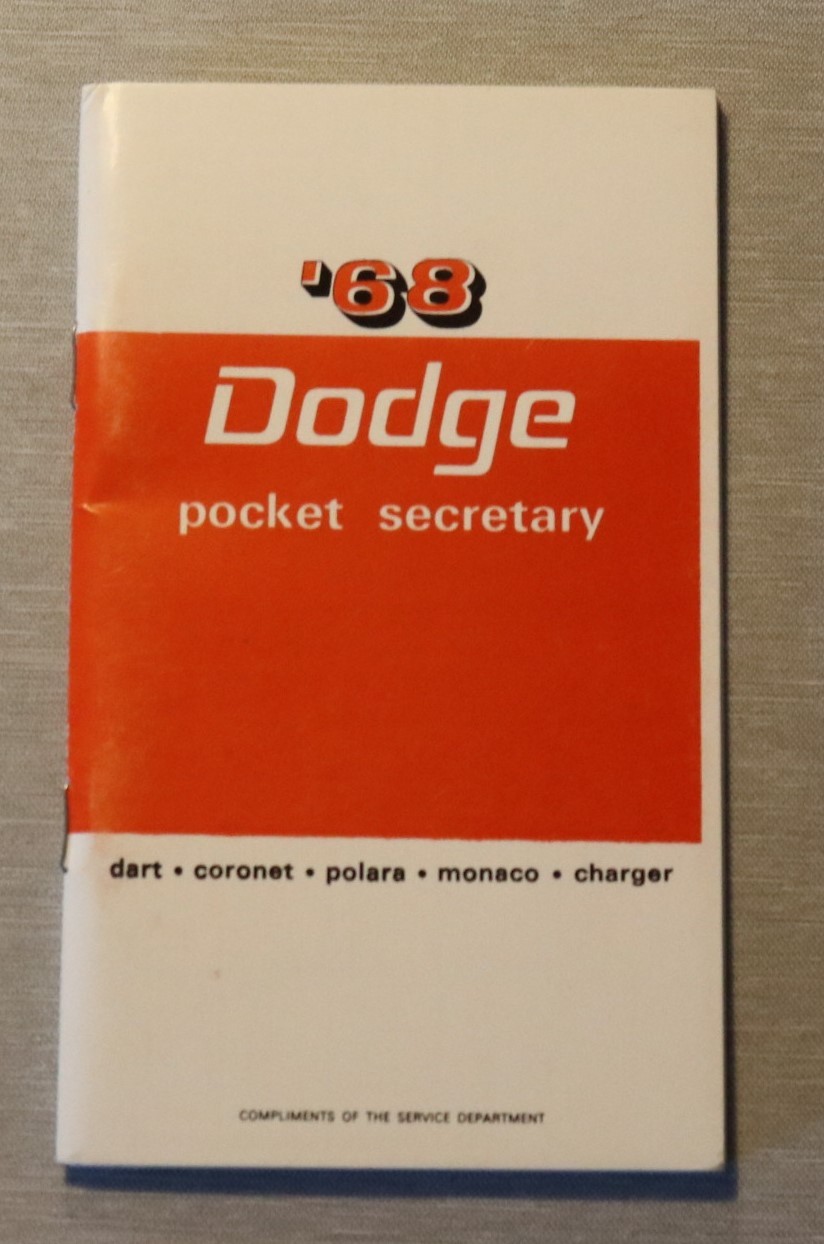 '68
Dodge
pocket secretary
dart • coronet • polara • monaco • charger
COMPLIMENTS OF THE SERVICE DEPARTMENT